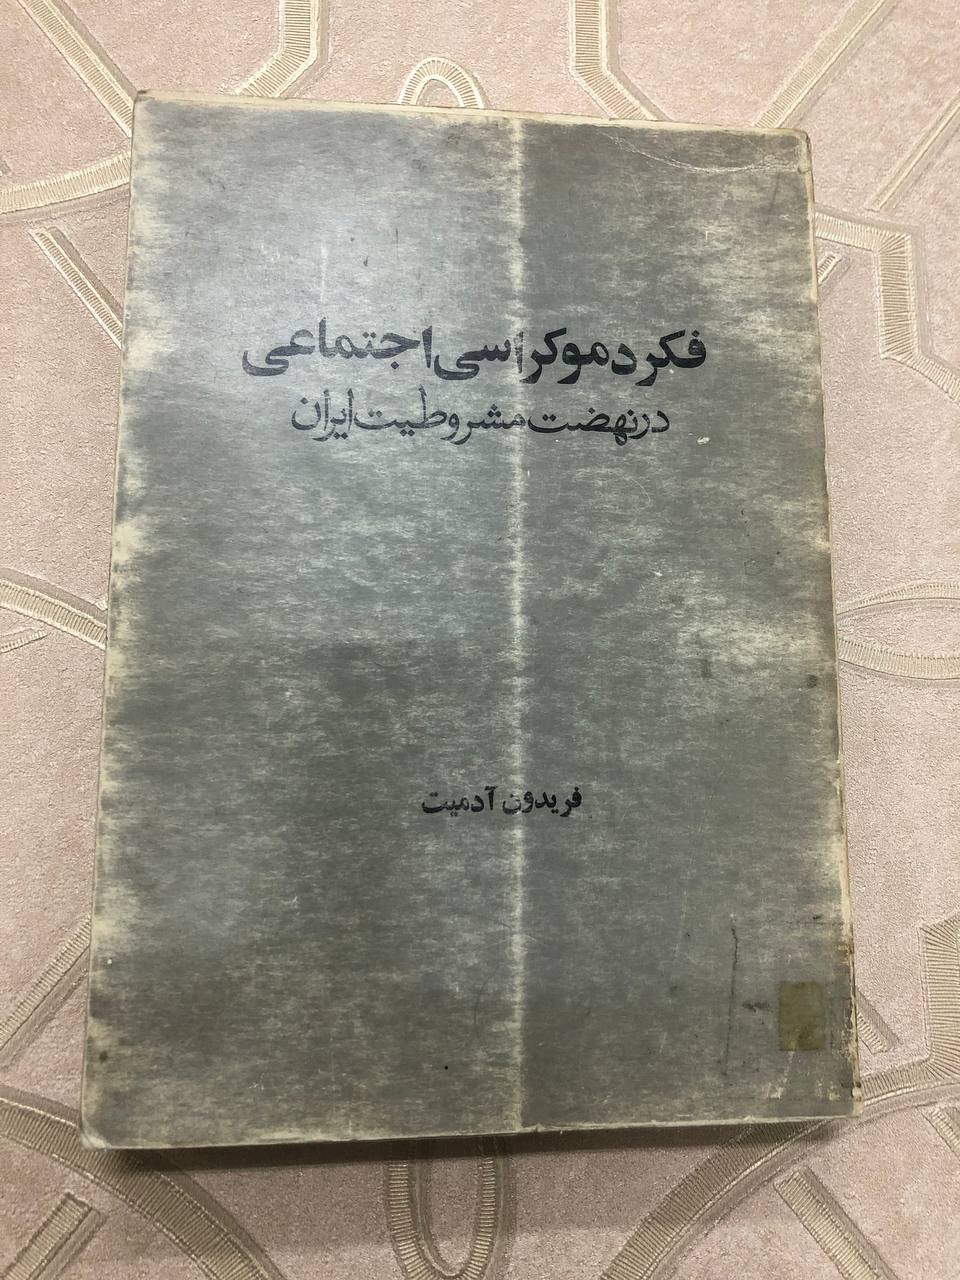 فکر دموکراسی اجتماعی
در نهضت مشروطیت ایران
فریدون آدمیت